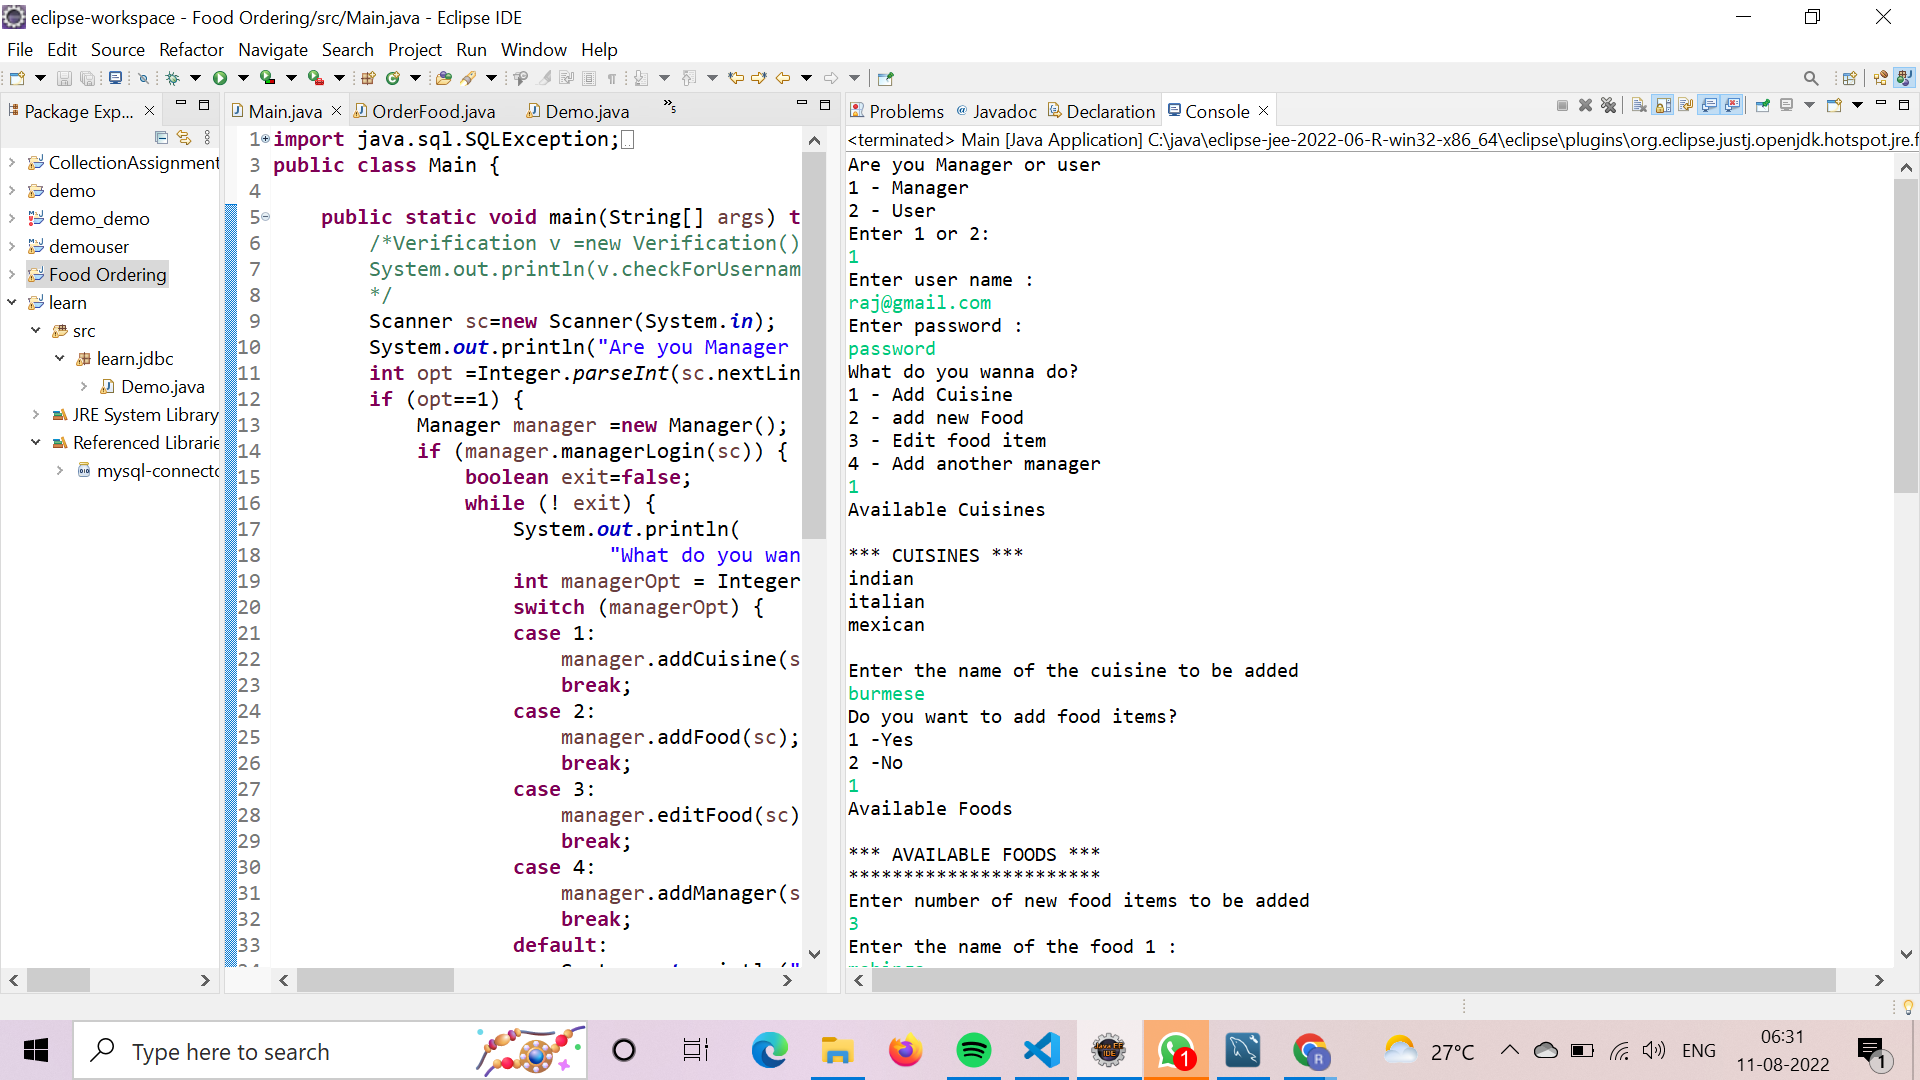 eclipse-workspace - Food Ordering/src/Main.java - Eclipse IDE
File Edit Source Refactor Navigate Search Project Run Window Help
Package Exp...
CollectionAssignment
demo
demo_demo
demouser
Food Ordering
learn
src
learn.jdbc
Demo.java
JRE System Library
Referenced Librarie
mysql-connecto
Main.java OrderFood.java Demo.java »5
1 import java.sql.SQLException;
3 public class Main {
4
5 public static void main(String[] args) t
6 /*Verification v =new Verification()
7 System.out.println(v.checkForUsernam
8 */
9 Scanner sc=new Scanner(System.in);
10 System.out.println("Are you Manager
11 int opt =Integer.parseInt(sc.nextLin
12 if (opt==1) {
13 Manager manager =new Manager();
14 if (manager.managerLogin(sc)) {
15 boolean exit=false;
16 while (! exit) {
17 System.out.println(
18 "What do you wan
19 int managerOpt = Integer
20 switch (managerOpt) {
21 case 1:
22 manager.addCuisine(s
23 break;
24 case 2:
25 manager.addFood(sc);
26 break;
27 case 3:
28 manager.editFood(sc)
29 break;
30 case 4:
31 manager.addManager(s
32 break;
33 default:
Problems Javadoc Declaration Console
<terminated> Main [Java Application] C:\java\eclipse-jee-2022-06-R-win32-x86_64\eclipse\plugins\org.eclipse.justj.openjdk.hotspot.jre.f
Are you Manager or user
1 - Manager
2 - User
Enter 1 or 2:
1
Enter user name :
raj@gmail.com
Enter password :
password
What do you wanna do?
1 - Add Cuisine
2 - add new Food
3 - Edit food item
4 - Add another manager
1
Available Cuisines
*** CUISINES ***
indian
italian
mexican
Enter the name of the cuisine to be added
burmese
Do you want to add food items?
1 -Yes
2 -No
1
Available Foods
*** AVAILABLE FOODS ***
***********************
Enter number of new food items to be added
3
Enter the name of the food 1 :
Type here to search
1
R
27°C
ENG
06:31
11-08-2022
1